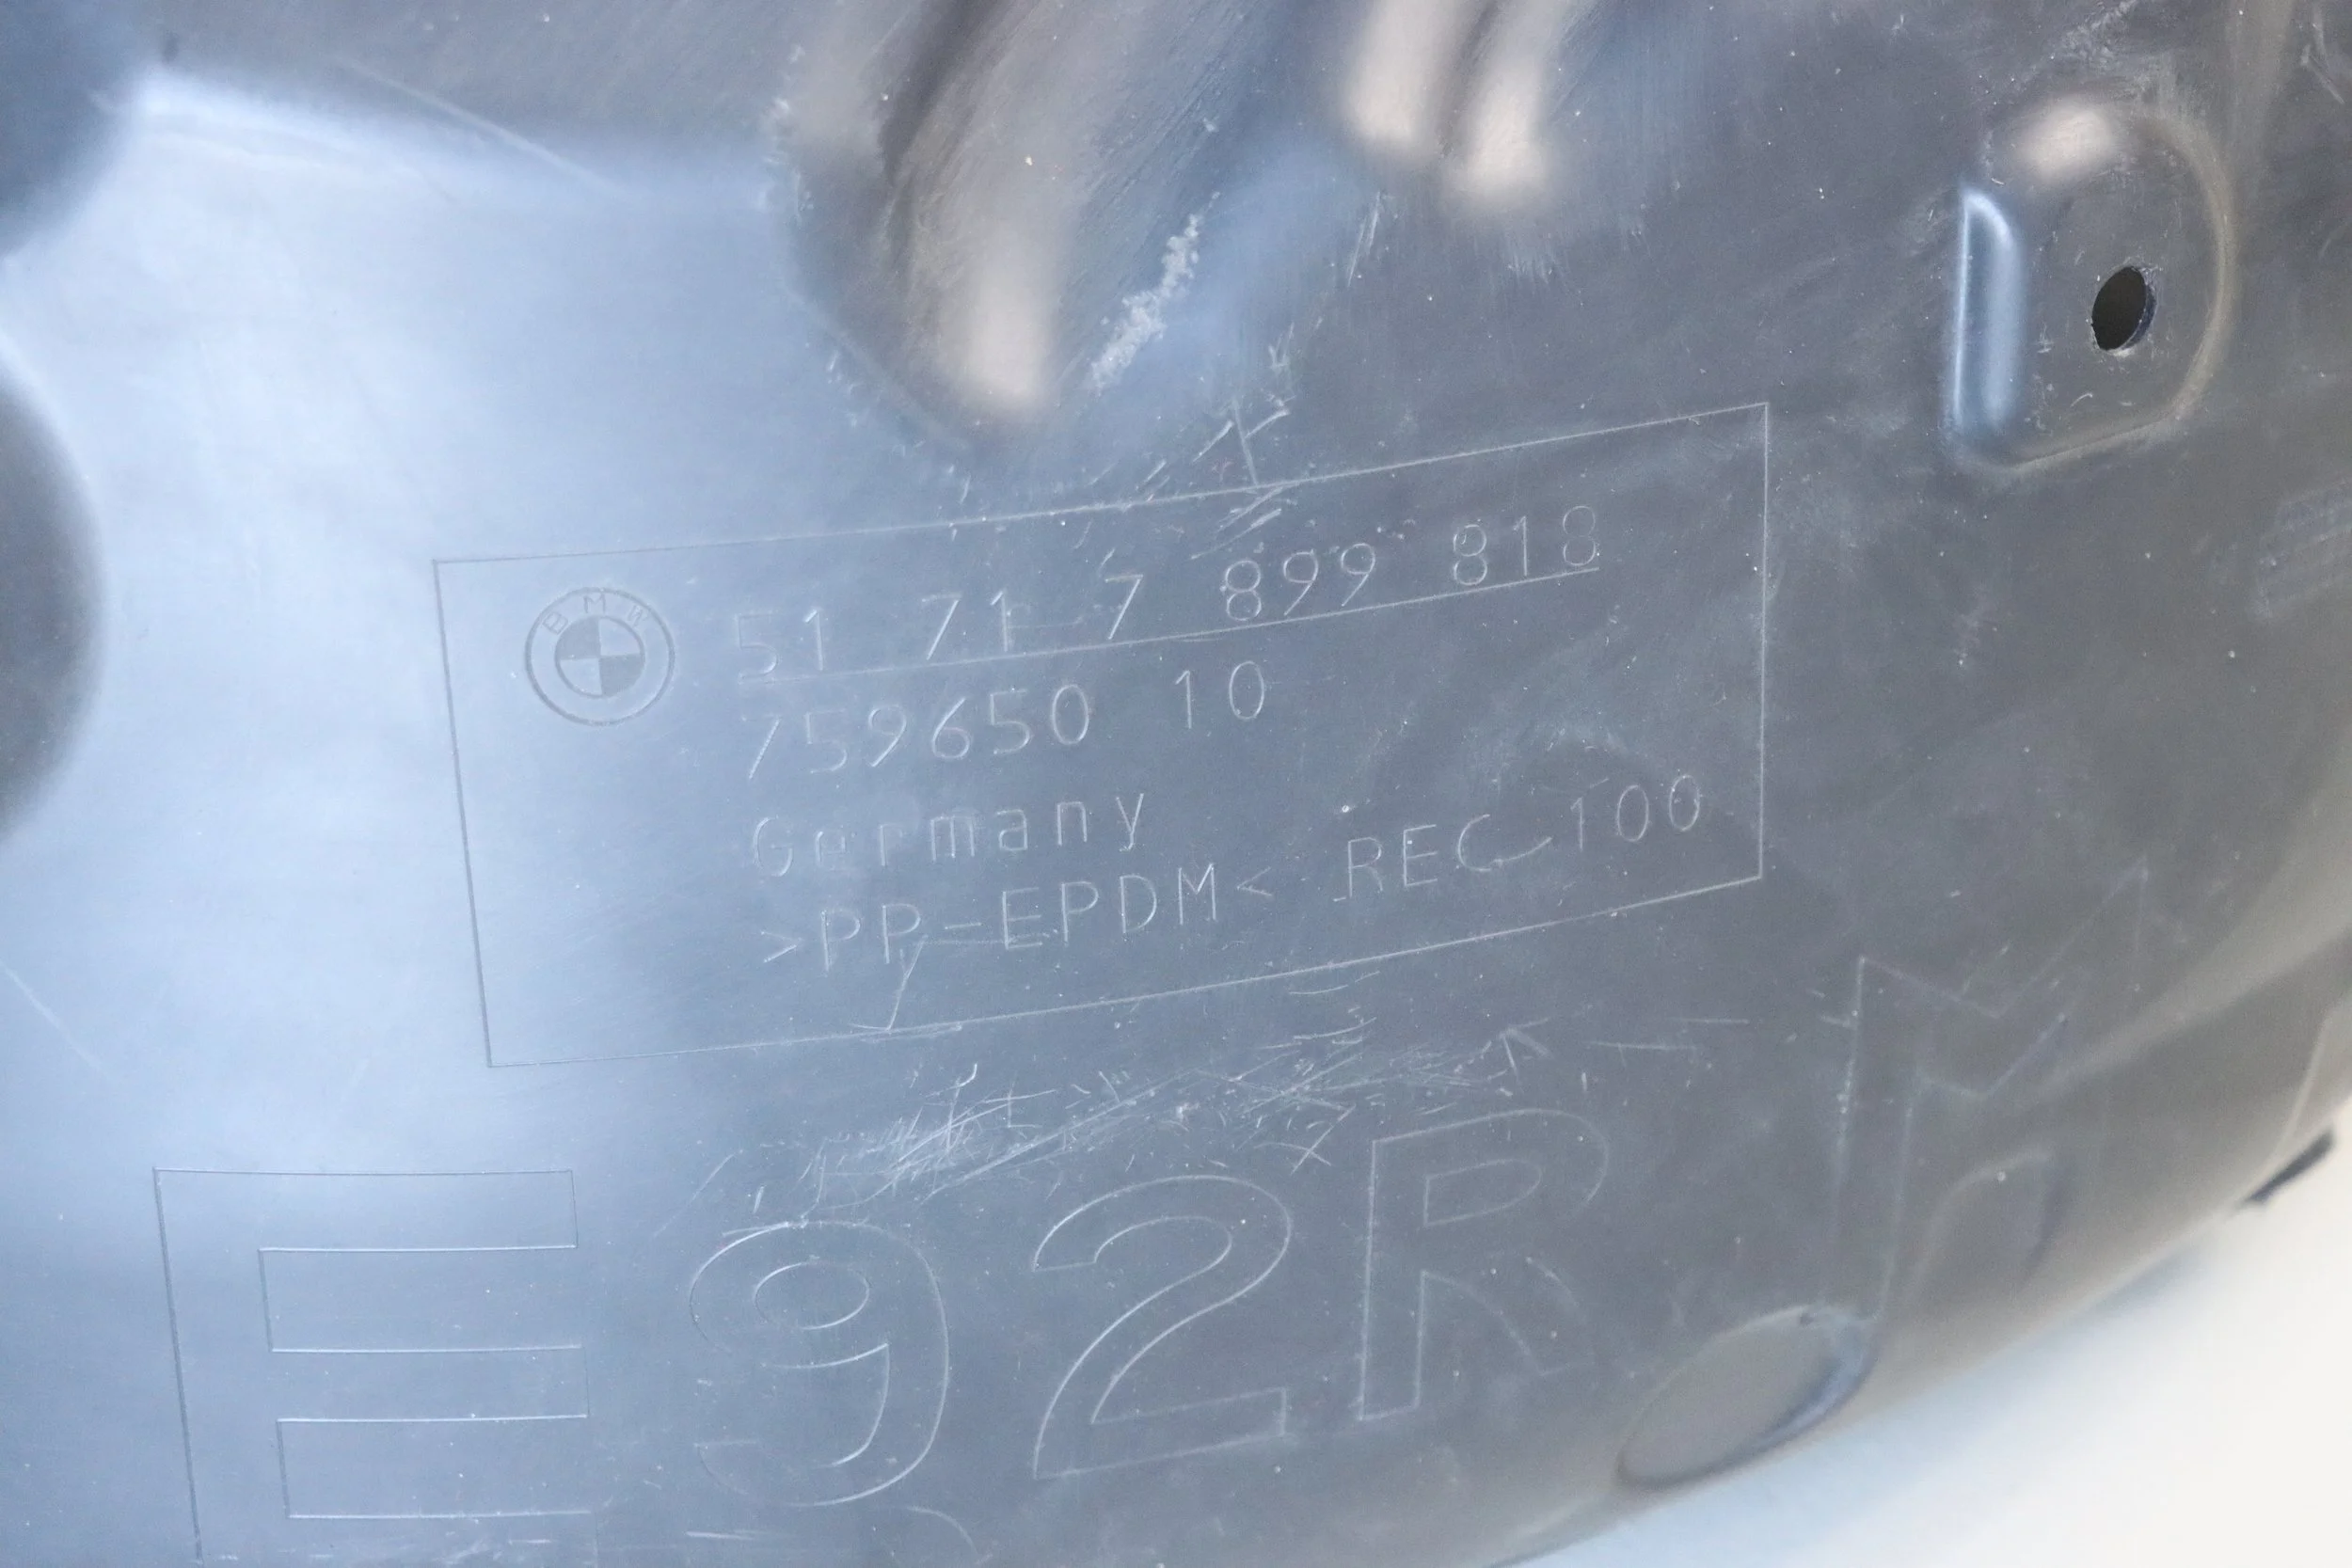 BMW
51 71 7 899 818
759650 10
Germany
>PP-EPDM< REC 100
E92R M